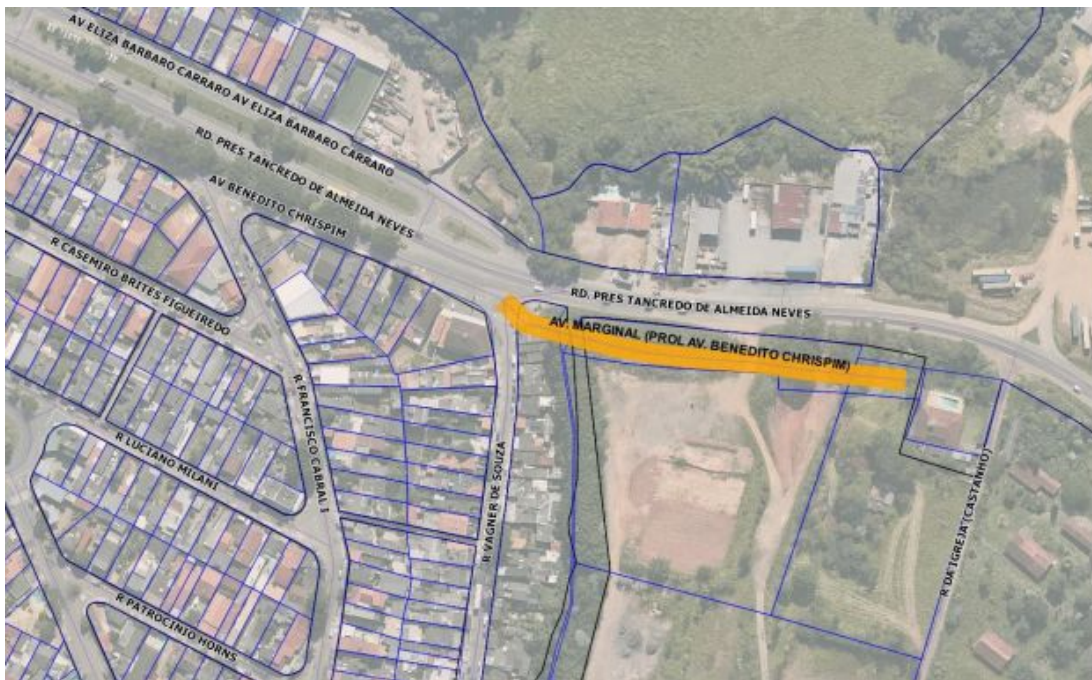 AV ELIZA BARBARO CARRARO AV ELIZA BARBARO CARRARO
RD. PRES TANCREDO DE ALMEIDA NEVES
AV BENEDITO CHRISPIM
R CASEMIRO BRITES FIGUEIREDO
RD. PRES TANCREDO DE ALMEIDA NEVES
AV. MARGINAL (PROL AV. BENEDITO CHRISPIM)
R FRANCISCO CABRAL I
R LUCIANO MILANI
R VAGNER DE SOUZA
R DA IGREJA (CASTANHO)
R PATROCINIO HORNS